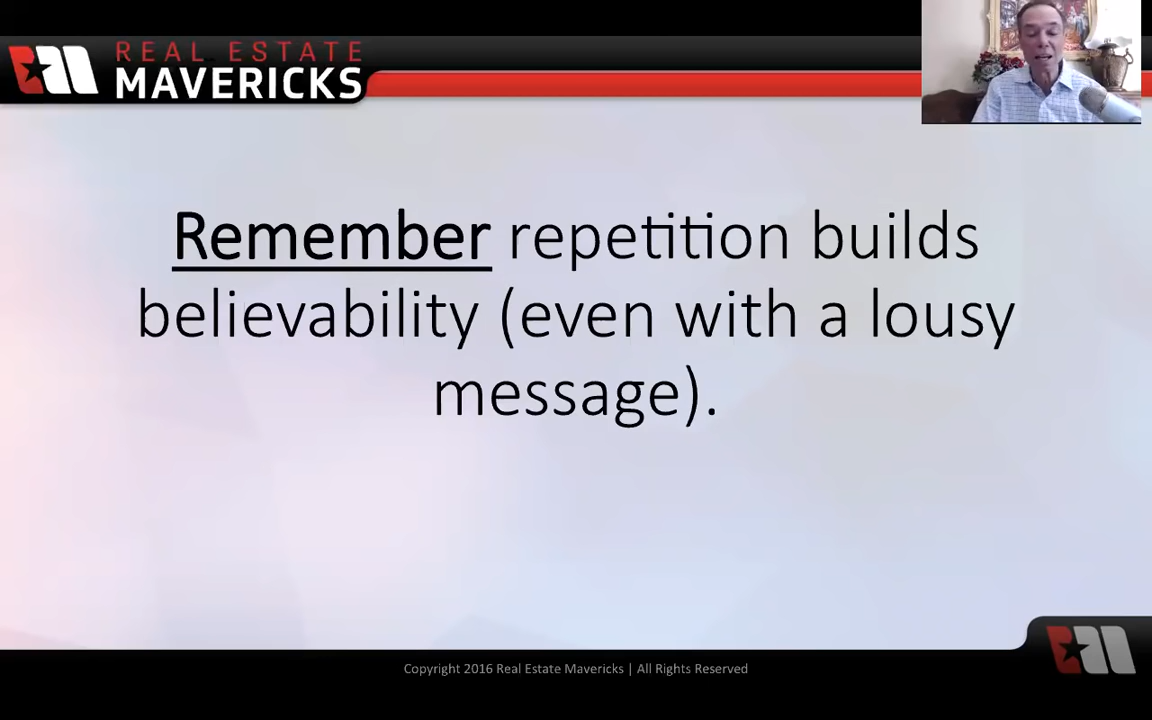 REAL ESTATE
MAVERICKS
Remember repetition builds
believability (even with a lousy
message).
Copyright 2016 Real Estate Mavericks | All Rights Reserved